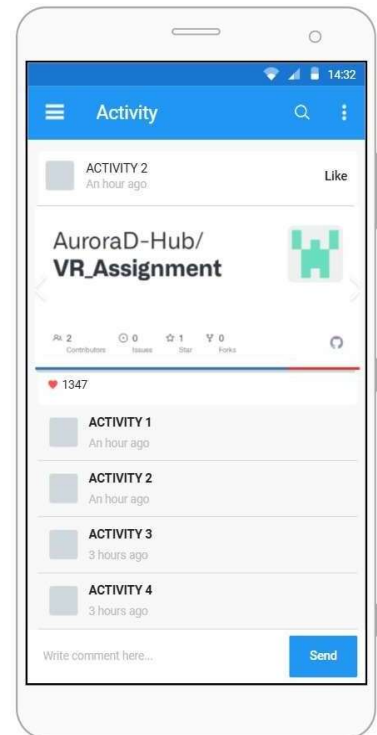 14:32
Activity
ACTIVITY 2
An hour ago
Like
AuroraD-Hub/
VR_Assignment
2
Contributors
0
Issues
1
Star
0
Forks
1347
ACTIVITY 1
An hour ago
ACTIVITY 2
An hour ago
ACTIVITY 3
3 hours ago
ACTIVITY 4
3 hours ago
Write comment here...
Send